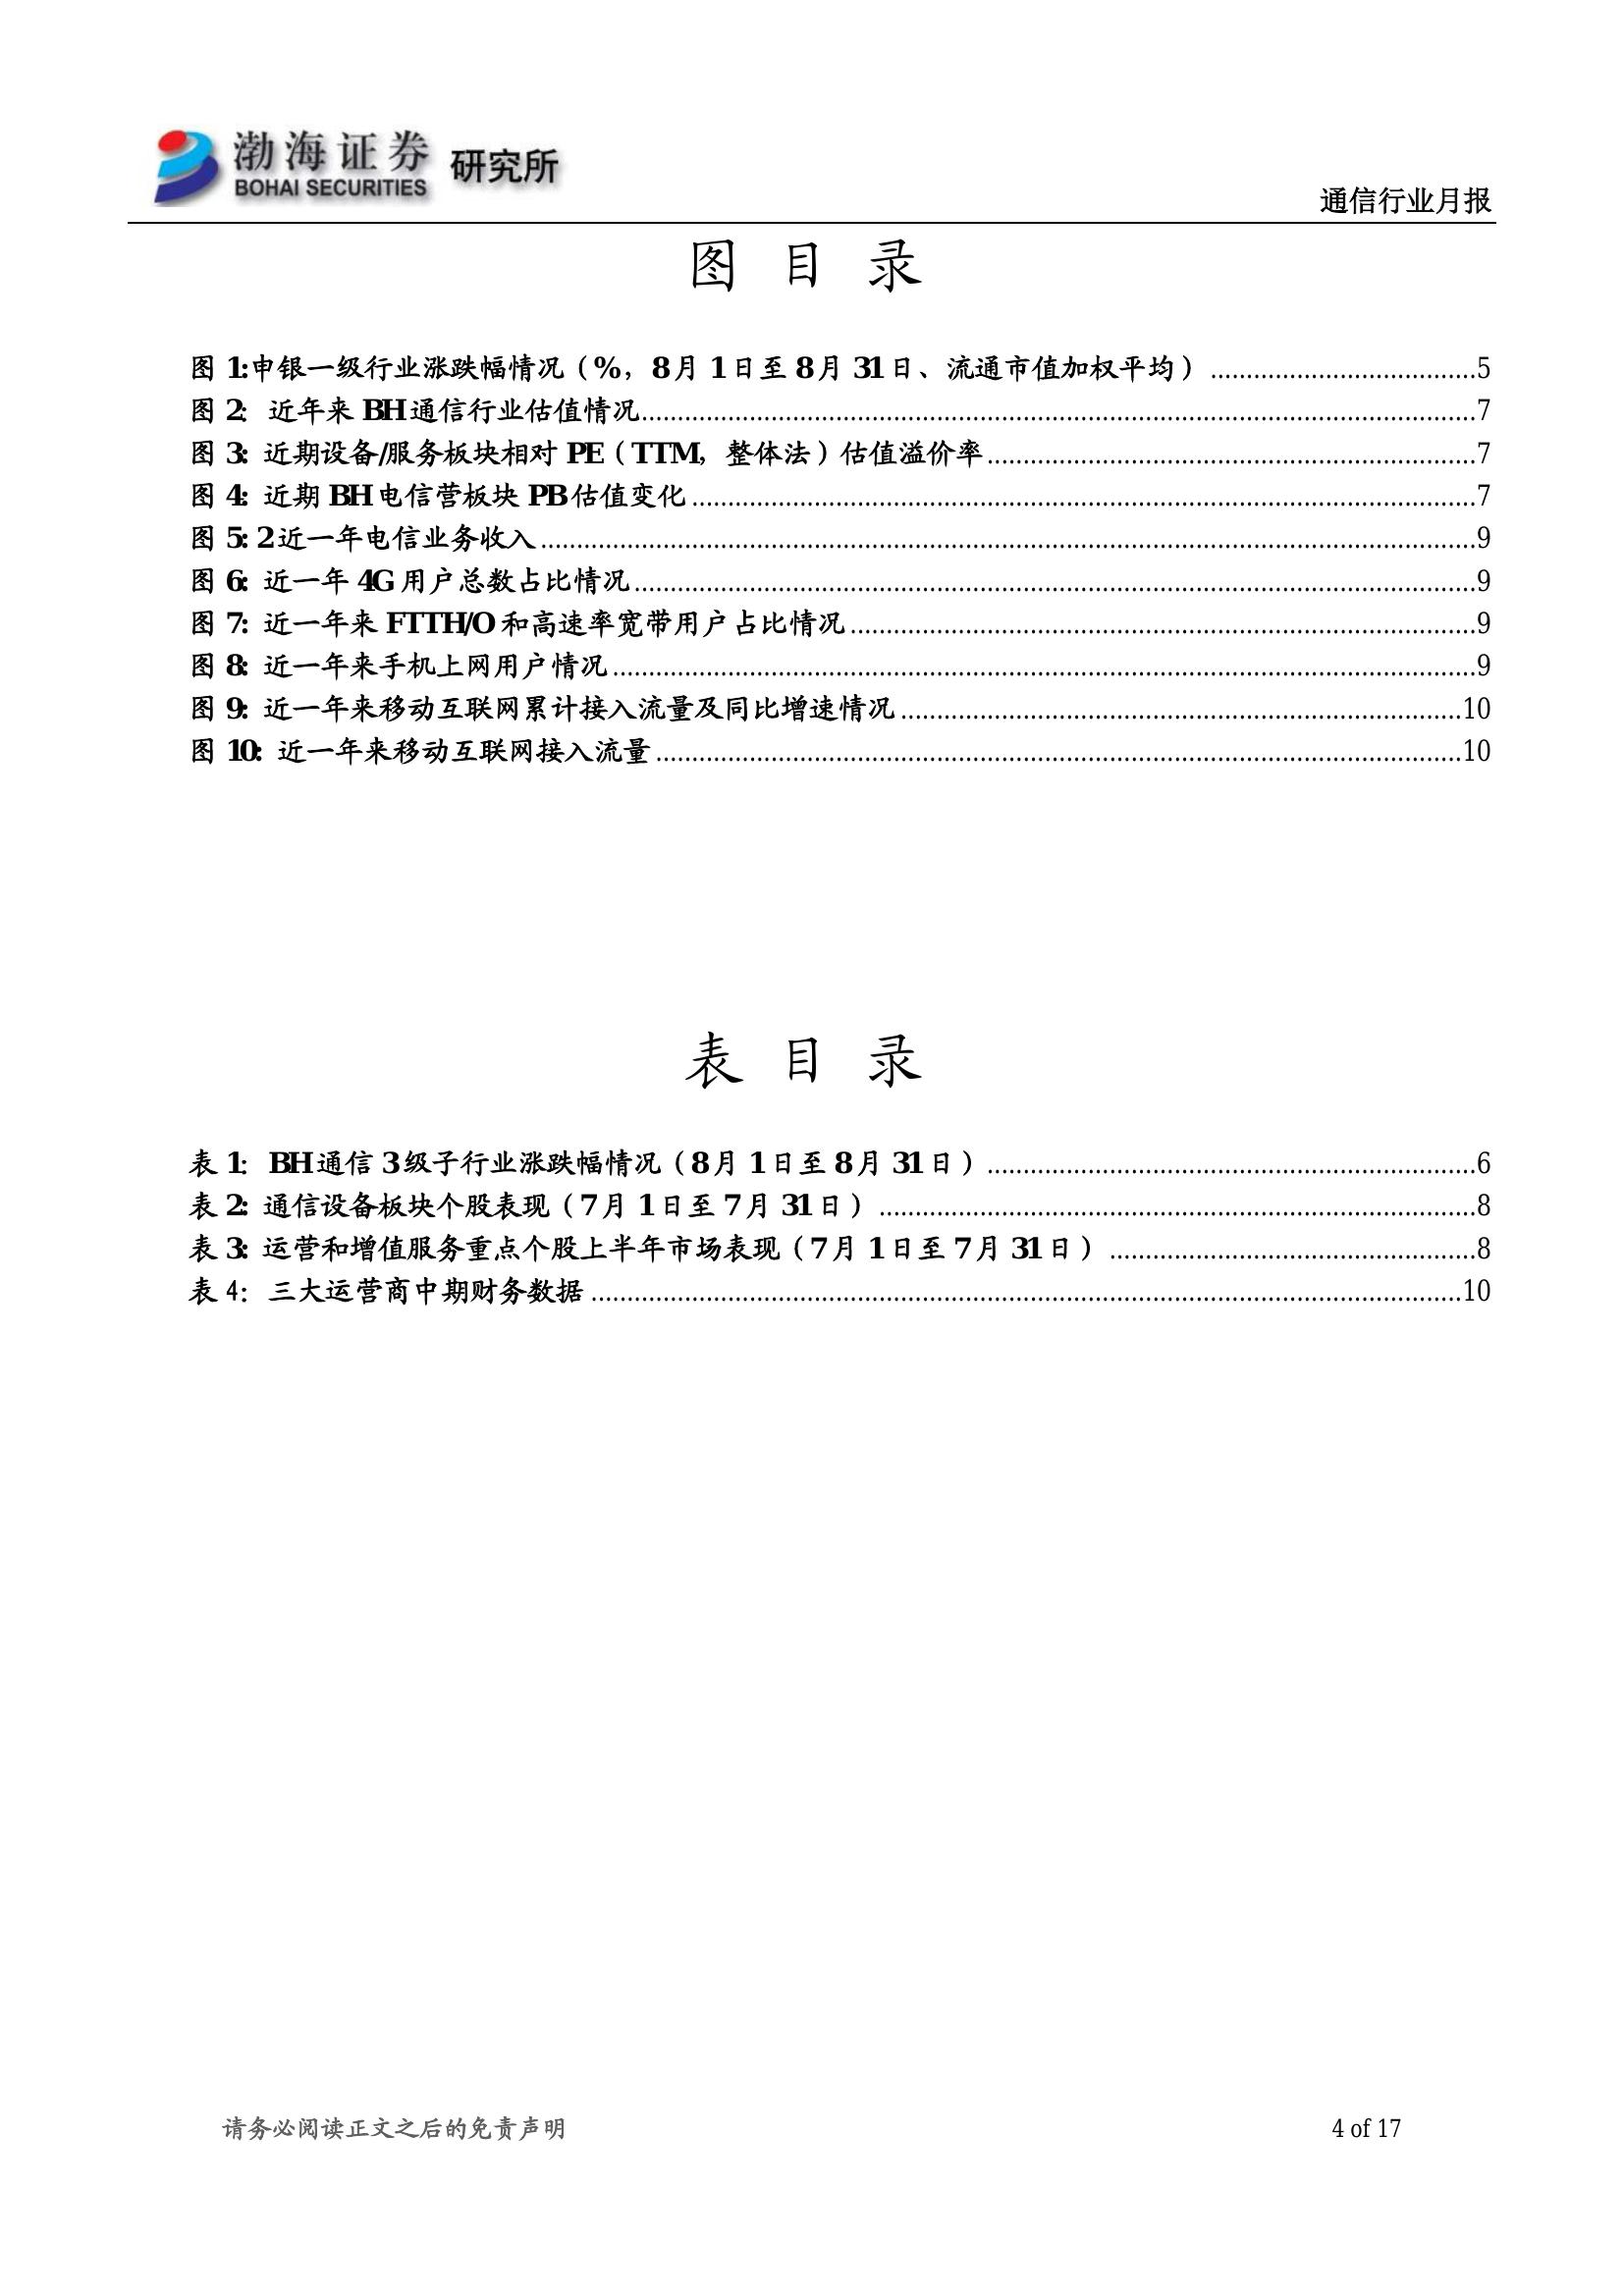 渤海证券 研究所
BOHAI SECURITIES
通信行业月报
图 目 录
图 1:申银一级行业涨跌幅情况（%，8月 1日至 8月 31日、流通市值加权平均）.....................................5
图 2： 近年来 BH通信行业估值情况....................................................................................................................7
图 3: 近期设备/服务板块相对 PE（TTM，整体法）估值溢价率....................................................................7
图 4: 近期 BH电信营板块 PB估值变化.............................................................................................................7
图 5: 2近一年电信业务收入..................................................................................................................................9
图 6: 近一年 4G用户总数占比情况.....................................................................................................................9
图 7: 近一年来 FTTH/O和高速率宽带用户占比情况.......................................................................................9
图 8: 近一年来手机上网用户情况........................................................................................................................9
图 9: 近一年来移动互联网累计接入流量及同比增速情况..............................................................................10
图 10: 近一年来移动互联网接入流量................................................................................................................10
表 目 录
表 1： BH通信 3级子行业涨跌幅情况（8月 1日至 8月 31日）....................................................................6
表 2: 通信设备板块个股表现（7月 1日至 7月 31日）...................................................................................8
表 3: 运营和增值服务重点个股上半年市场表现（7月 1日至 7月 31日）...................................................8
表 4： 三大运营商中期财务数据.........................................................................................................................10
请务必阅读正文之后的免责声明 4 of 17